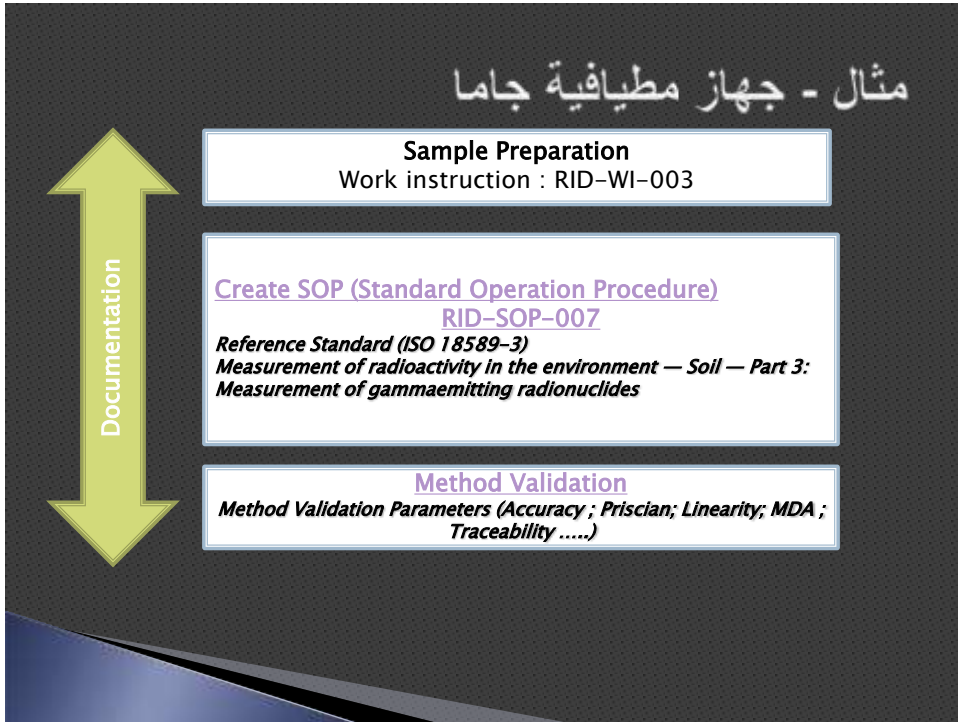 مثال - جهاز مطيافية جاما
Documentation
Sample Preparation
Work instruction : RID-WI-003
Create SOP (Standard Operation Procedure)
RID-SOP-007
Reference Standard (ISO 18589-3)
Measurement of radioactivity in the environment — Soil — Part 3:
Measurement of gammaemitting radionuclides
Method Validation
Method Validation Parameters (Accuracy ; Priscian; Linearity; MDA ;
Traceability …..)